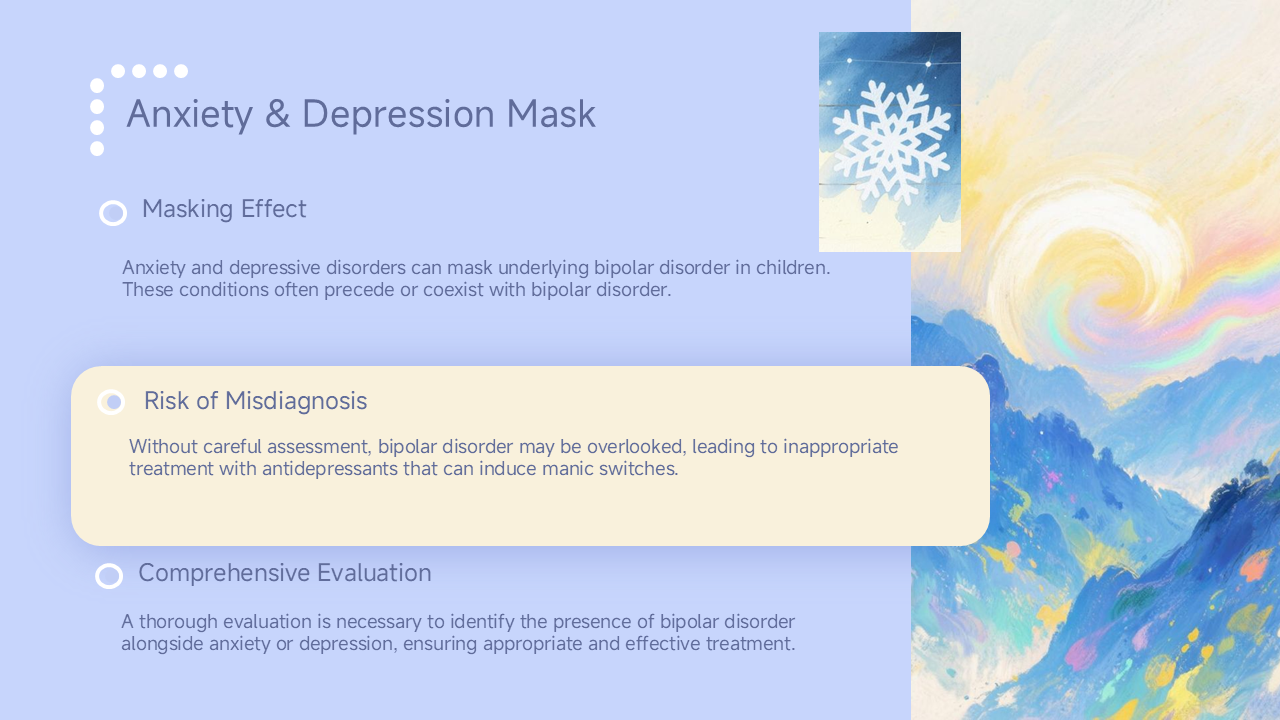 Anxiety & Depression Mask
Masking Effect
Anxiety and depressive disorders can mask underlying bipolar disorder in children.
These conditions often precede or coexist with bipolar disorder.
Risk of Misdiagnosis
Without careful assessment, bipolar disorder may be overlooked, leading to inappropriate
treatment with antidepressants that can induce manic switches.
Comprehensive Evaluation
A thorough evaluation is necessary to identify the presence of bipolar disorder
alongside anxiety or depression, ensuring appropriate and effective treatment.